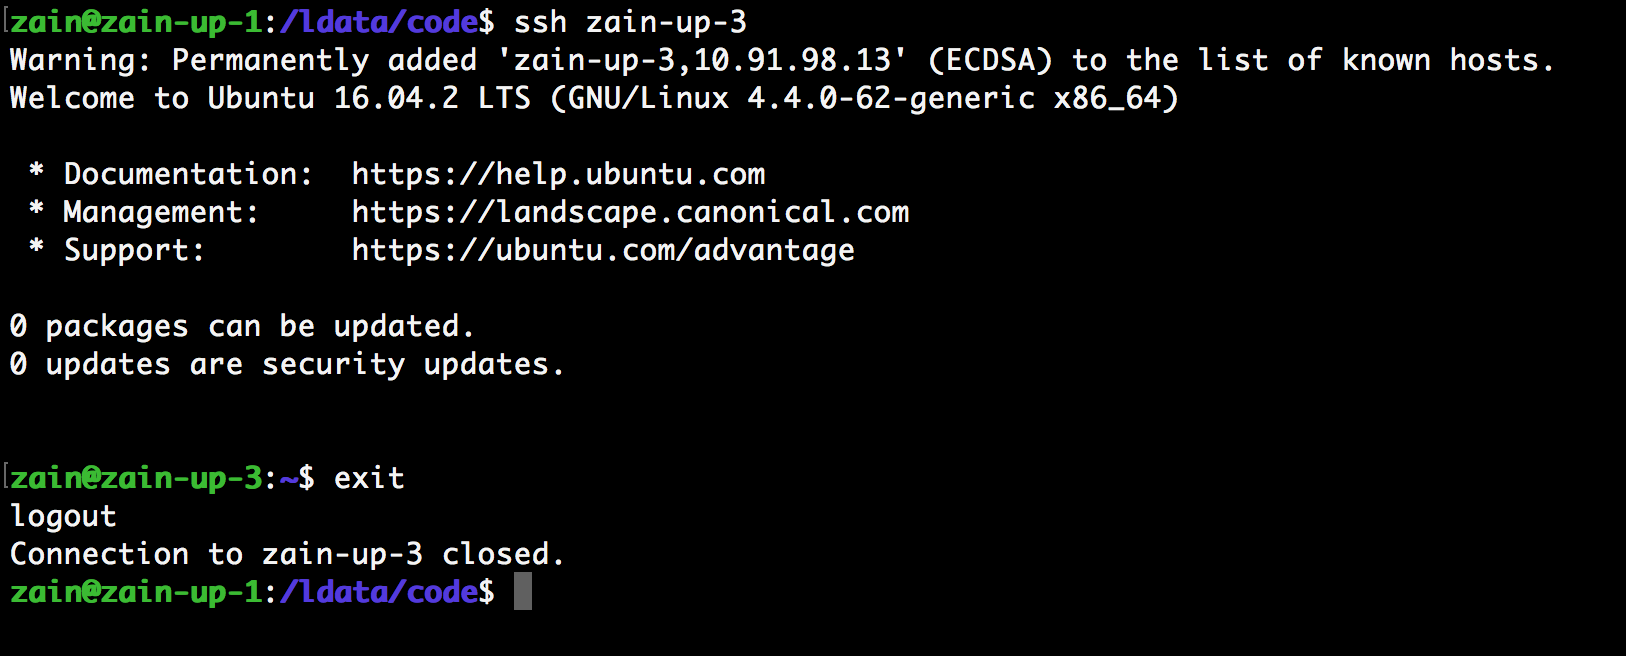 zain@zain-up-1:/ldata/code$ ssh zain-up-3
Warning: Permanently added 'zain-up-3,10.91.98.13' (ECDSA) to the list of known hosts.
Welcome to Ubuntu 16.04.2 LTS (GNU/Linux 4.4.0-62-generic x86_64)
 * Documentation:  https://help.ubuntu.com
 * Management:     https://landscape.canonical.com
 * Support:        https://ubuntu.com/advantage
0 packages can be updated.
0 updates are security updates.
zain@zain-up-3:~$ exit
logout
Connection to zain-up-3 closed.
zain@zain-up-1:/ldata/code$